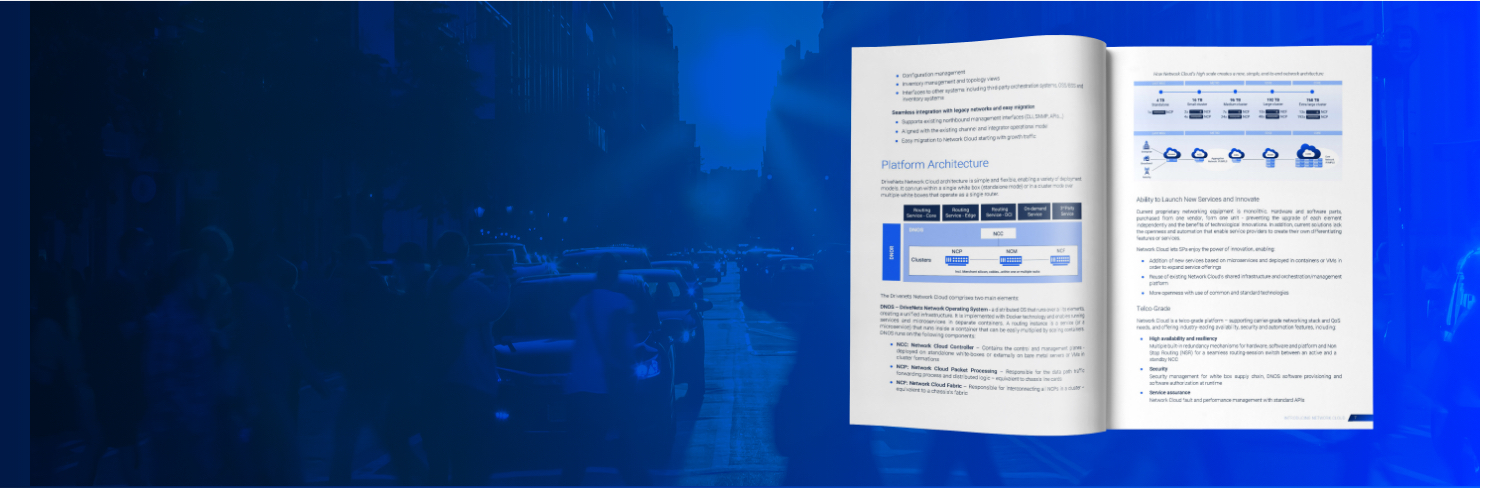 Configuration management
Inventory management and topology views
Interfaces to other systems including third party orchestration systems, OSS/BSS and
inventory systems
Seamless integration with legacy networks and easy migration
Supports existing northbound management interfaces (CLI, SNMP, APIs...)
Aligned with the existing channel and integrator operational model
Easy migration to Network Cloud starting with growth traffic
Platform Architecture
DriveNets Network Cloud architecture is simple and flexible, enabling a variety of deployment
models. It can run within a single white box (standalone mode) or in a cluster mode over
multiple white boxes that operate as a single router.
Routing Service - Core
Routing Service - Edge
Routing Service - DCI
On-demand Service
3rd Party Service
DNOR
DNOS
NCC
NCP
NCM
NCF
Clusters
The Drivenets Network Cloud comprises two main elements:
DNOS – DriveNets Network Operating System - a distributed OS that runs over all its elements,
creating a unified infrastructure. It is implemented with Docker technology and enables running
services and microservices in separate containers. A routing instance is a service (or a
microservice) that runs inside a container that can be easily multiplied by scaling containers.
DNOS runs on the following components:
NCC: Network Cloud Controller – Contains the control and management plane -
deployed on standalone white-boxes or externally on bare metal servers or VMs in
cluster formations
NCP: Network Cloud Packet Processing – Responsible for the data path traffic
forwarding process and distributed logic – equivalent to chassis line cards
NCF: Network Cloud Fabric – Responsible for interconnecting all NCPs in a cluster –
equivalent to a chassis fabric
How Network Cloud's high scale creates a new, simple, end-to-end network architecture:
4 TB
16 TB
96 TB
192 TB
768 TB
Standalone
Small cluster
Medium cluster
Large cluster
Extra large cluster
Ability to Launch New Services and Innovate
Current proprietary networking equipment is monolithic. Hardware and software parts,
purchased from one vendor, form one unit - preventing the upgrade of each element
independently and the benefits of technological innovations. In addition, current solutions lack
the openness and automation that enable service providers to create their own differentiating
features or services.
Network Cloud lets SPs enjoy the power of innovation, enabling:
Addition of new services based on microservices and deployed in containers or VMs in
order to expand service offerings
Reuse of existing Network Cloud's shared infrastructure and orchestration/management
platform
More openness with use of common and standard technologies
Telco-Grade
Network Cloud is a telco-grade platform – supporting carrier-grade networking stack and QoS
needs, and offering industry-leading availability, security and automation features, including:
High availability and resiliency
Multiple built-in redundancy mechanisms for hardware, software and platform and Non
Stop Routing (NSR) for a seamless routing-session switch between an active and a
standby NCC
Security
Security management for white box supply chain, DNOS software provisioning and
software authorization at runtime
Service assurance
Network Cloud fault and performance management with standard APIs